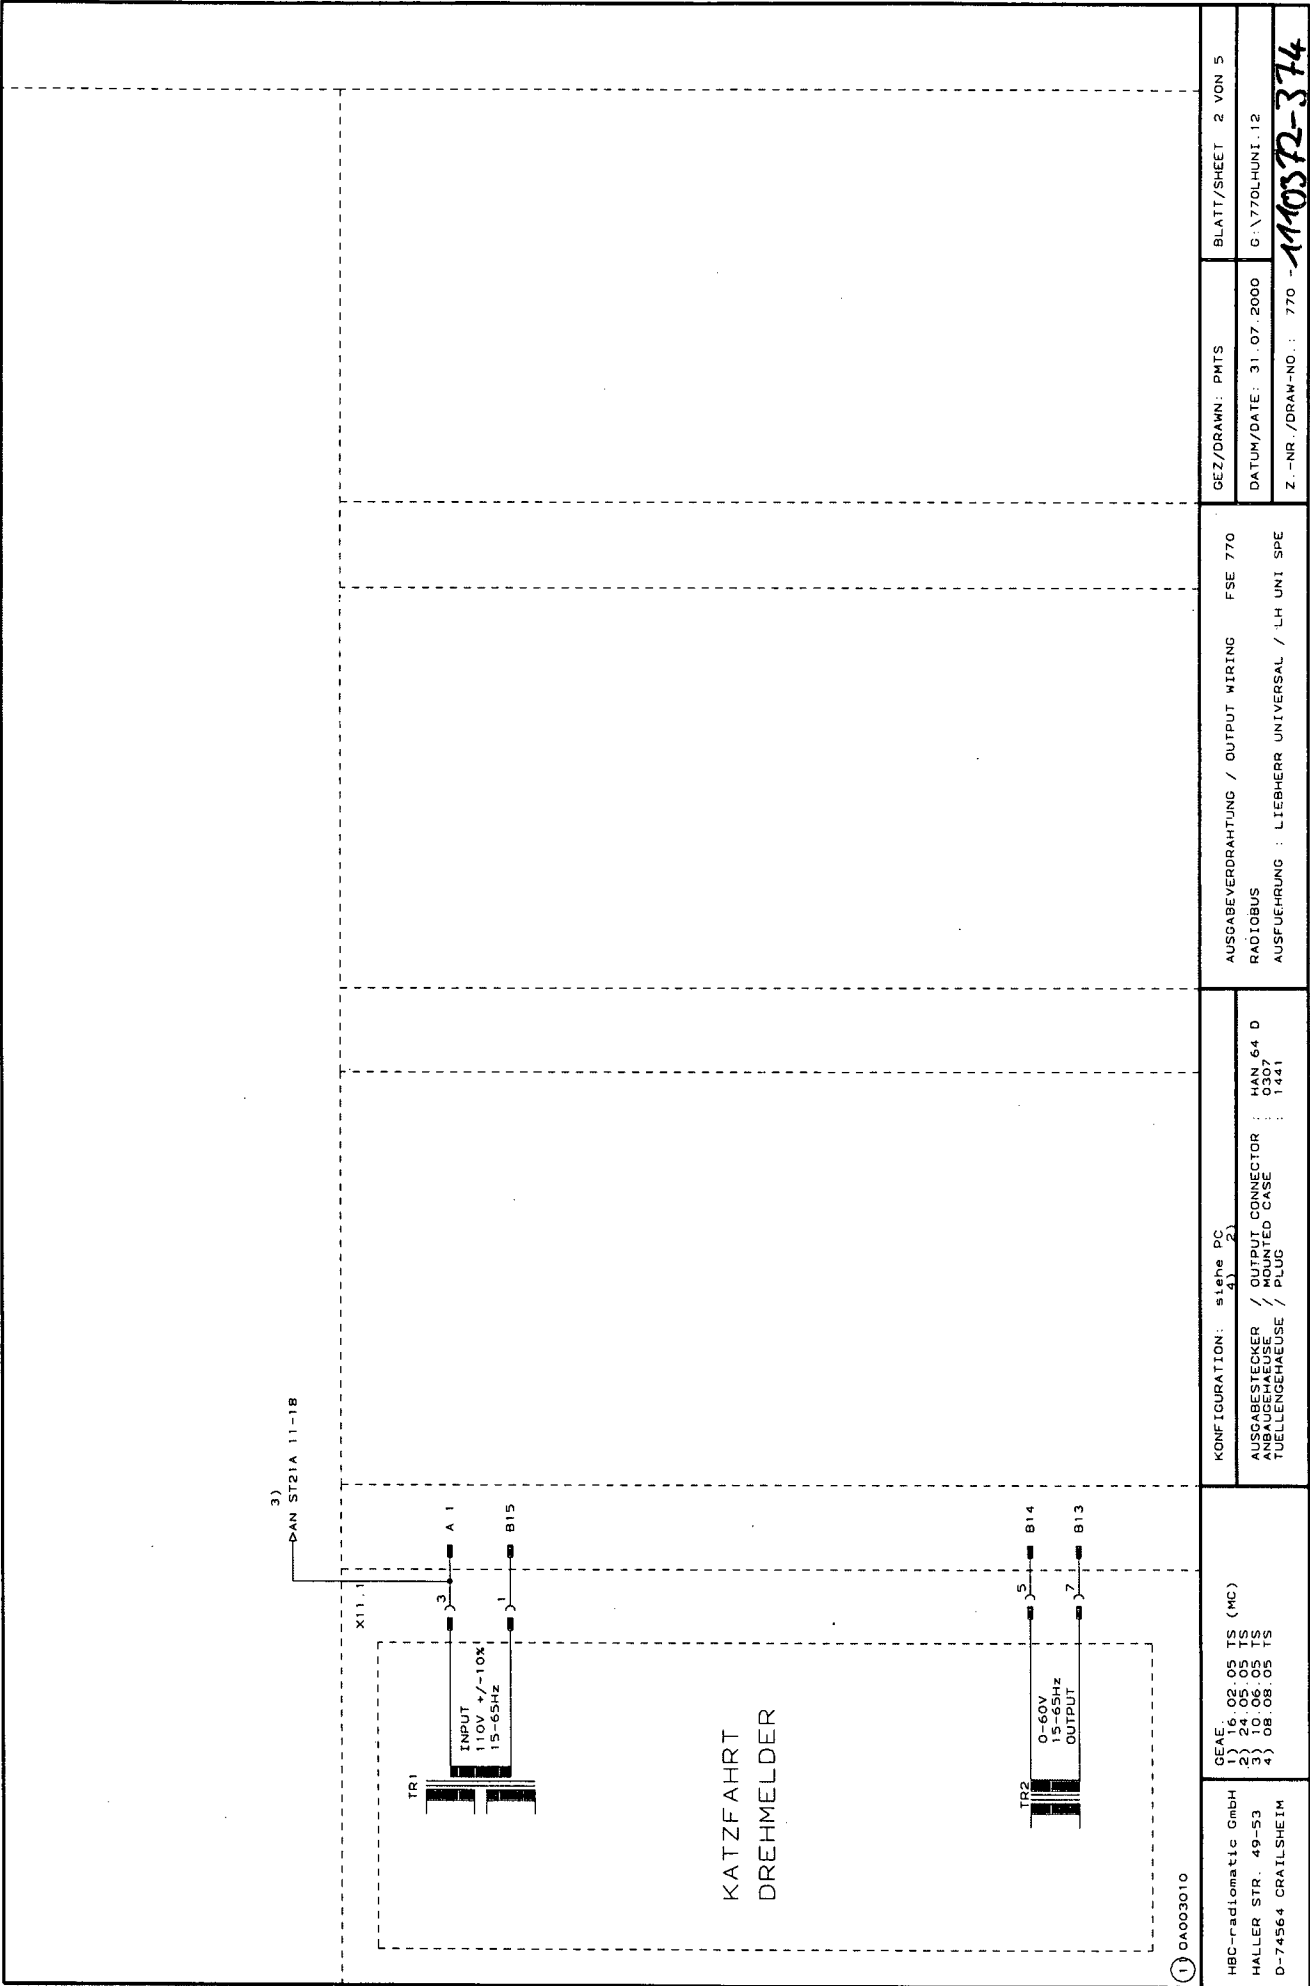 3)
AN ST21A 11-18
X11.1
TR1
INPUT
110V +/-10%
15-65Hz
3
A 1
1
B15
KATZFAHRT
DREHMELDER
TR2
0-60V
15-65Hz
OUTPUT
5
B14
7
B13
1 OA003010
HBC-radiomatic GmbH
HALLER STR. 49-53
D-74564 CRAILSHEIM
GEAE.
1) 16.02.05 TS (MC)
2) 24.05.05 TS
3) 10.06.05 TS
4) 08.08.05 TS
KONFIGURATION: siehe PC
4) 2)
AUSGABESTECKER / OUTPUT CONNECTOR : HAN 64 D
ANBAUGEHAEUSE / MOUNTED CASE : 0307
TUELLENGEHAEUSE / PLUG : 1441
AUSGABEVERDRAHTUNG / OUTPUT WIRING FSE 770
RADIOBUS
AUSFUEHRUNG : LIEBHERR UNIVERSAL / LH UNI SPE
GEZ/DRAWN: PMTS
BLATT/SHEET 2 VON 5
DATUM/DATE: 31.07.2000
G:\770LHUNI.12
Z.-NR./DRAW-NO.: 770 - 110372-374